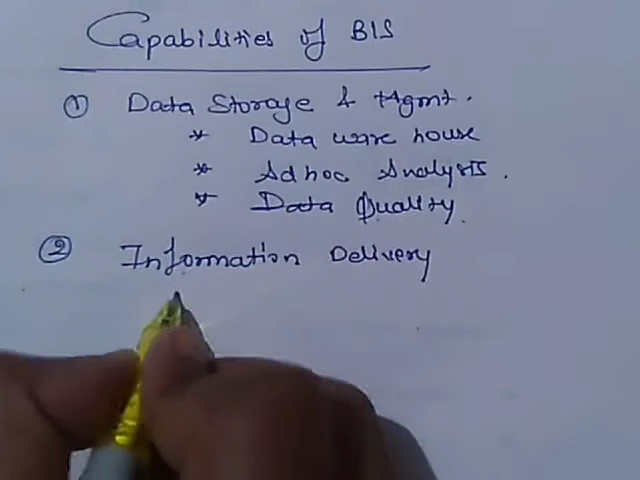 Capabilities of BIS
① Data Storage & Mgmt.
* Data ware house
* Adhoc Analysis.
* Data Quality.
② Information Delivery